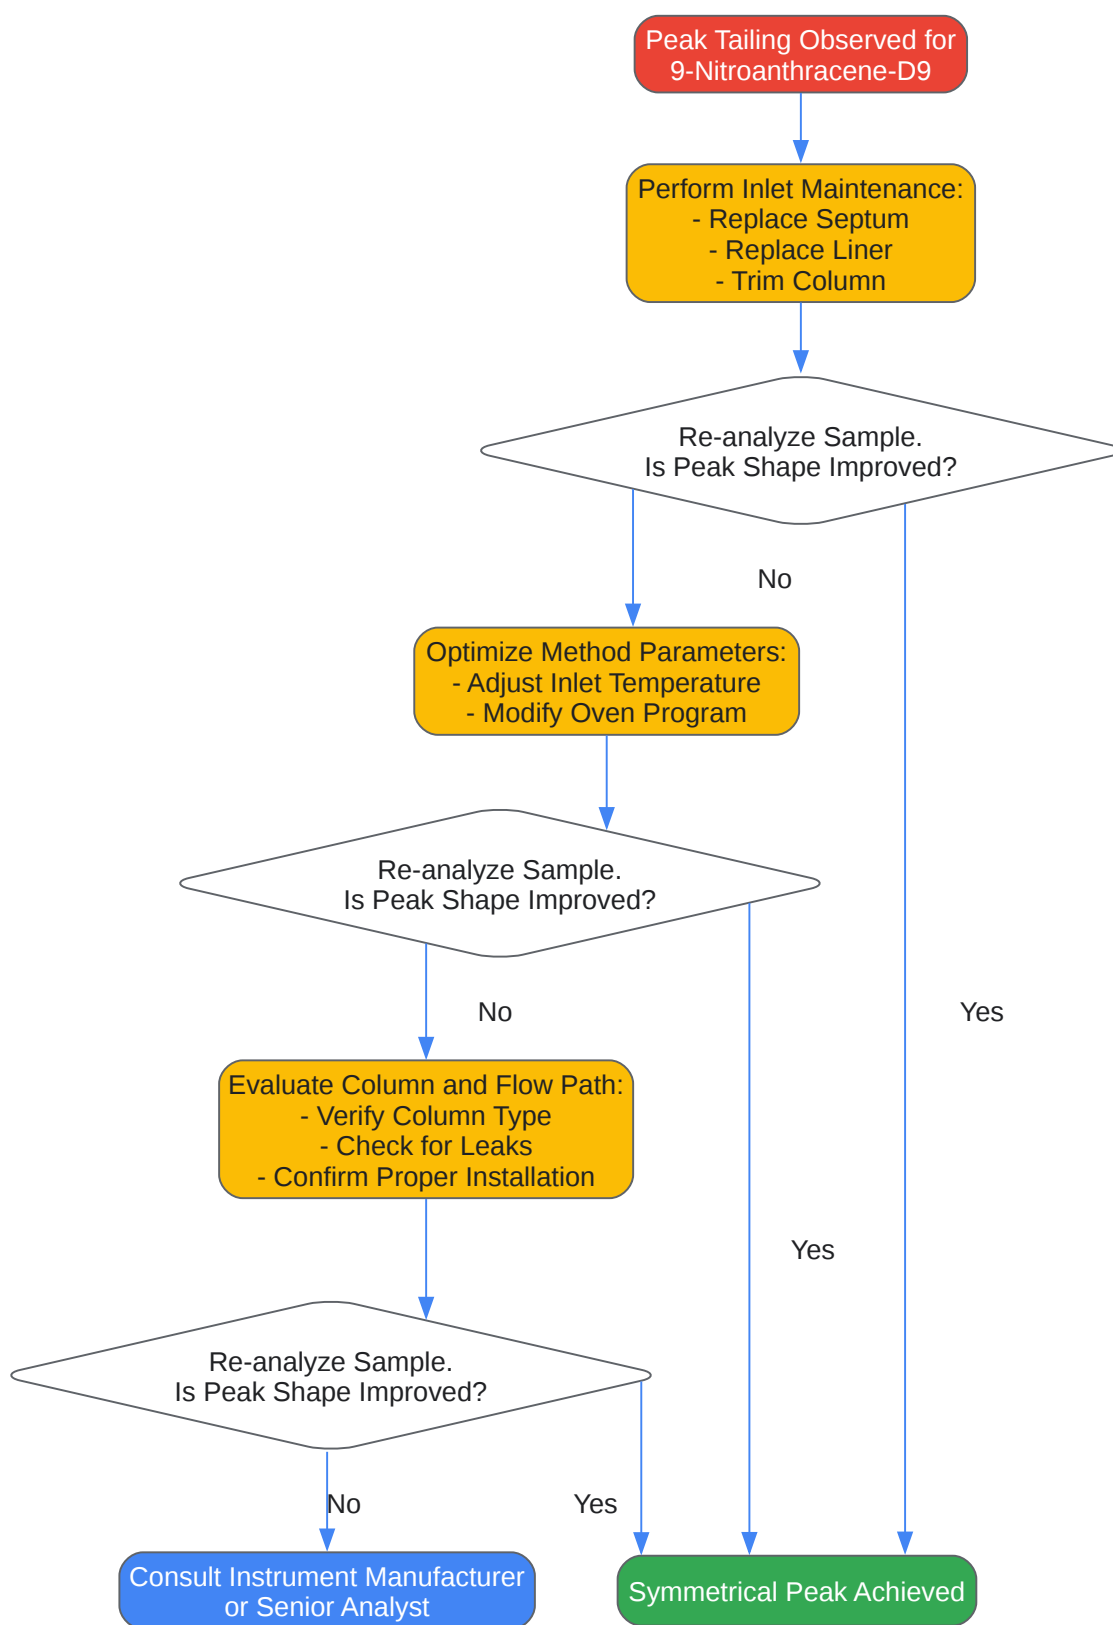 Peak Tailing Observed for
9-Nitroanthracene-D9
Perform Inlet Maintenance:
- Replace Septum
- Replace Liner
- Trim Column
Re-analyze Sample.
Is Peak Shape Improved?
No
Optimize Method Parameters:
- Adjust Inlet Temperature
- Modify Oven Program
Re-analyze Sample.
Is Peak Shape Improved?
No
Yes
Evaluate Column and Flow Path:
- Verify Column Type
- Check for Leaks
- Confirm Proper Installation
Yes
Re-analyze Sample.
Is Peak Shape Improved?
No
Yes
Consult Instrument Manufacturer
or Senior Analyst
Symmetrical Peak Achieved